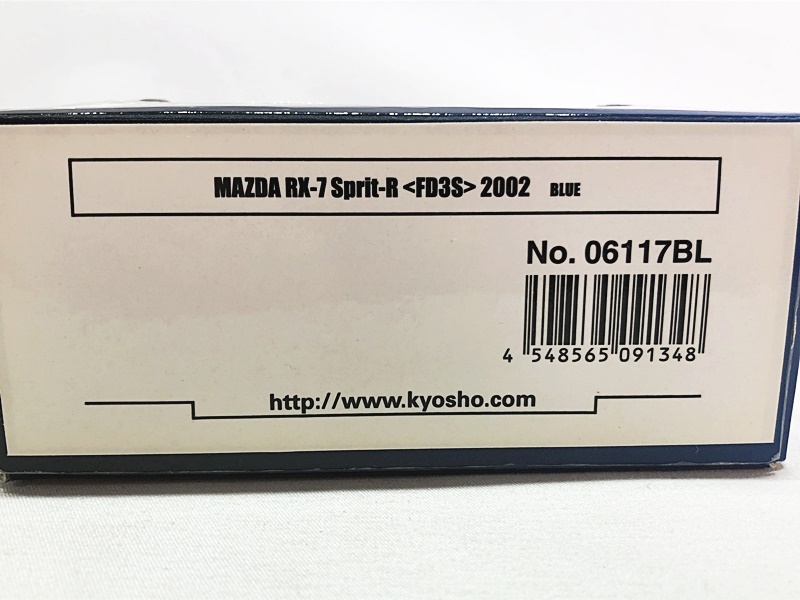 MAZDA RX-7 Sprit-R <FD3S> 2002 BLUE
No. 06117BL
4 548565 091348
http://www.kyosho.com